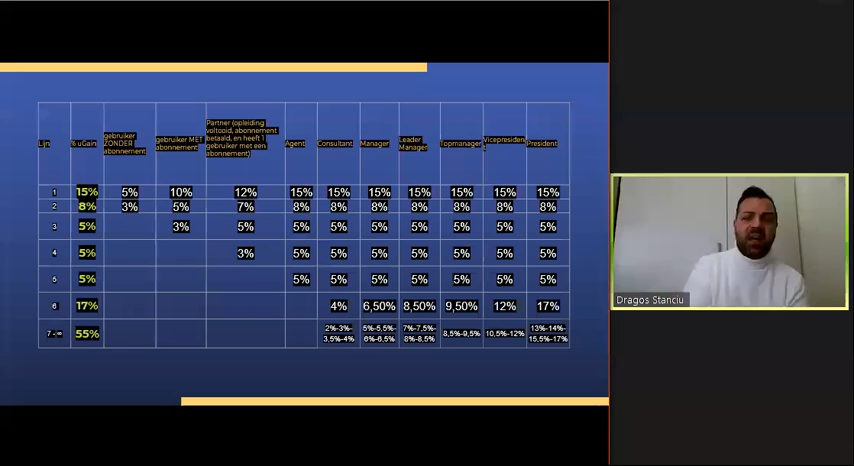 Lijn % uGain gebruiker ZONDER abonnement gebruiker MET abonnement Partner (opleiding voltooid, abonnement betaald, en heeft 1 gebruiker met een abonnement) Agent Consultant Manager Leader Manager Topmanager Vicepresident President
1 15% 5% 10% 12% 15% 15% 15% 15% 15% 15% 15%
2 8% 3% 5% 7% 8% 8% 8% 8% 8% 8% 8%
3 5% 3% 5% 5% 5% 5% 5% 5% 5% 5%
4 5% 3% 5% 5% 5% 5% 5% 5% 5%
5 5% 5% 5% 5% 5% 5% 5% 5%
6 17% 4% 6,50% 8,50% 9,50% 12% 17%
7 - ∞ 55% 2%-3%-3,5%-4% 5%-5,5%-6%-6,5% 7%-7,5%-8%-8,5% 8,5%-9,5% 10,5%-12% 13%-14%-15,5%-17%
Dragos Stanciu